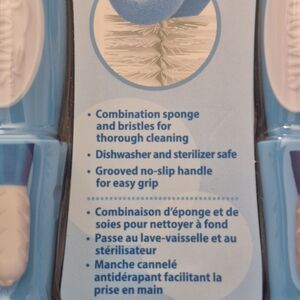 • Combination sponge
and bristles for
thorough cleaning
• Dishwasher and sterilizer safe
• Grooved no-slip handle
for easy grip
• Combinaison d'éponge et de
soies pour nettoyer à fond
• Passe au lave-vaisselle et au
stérilisateur
• Manche cannelé
antidérapant facilitant la
prise en main